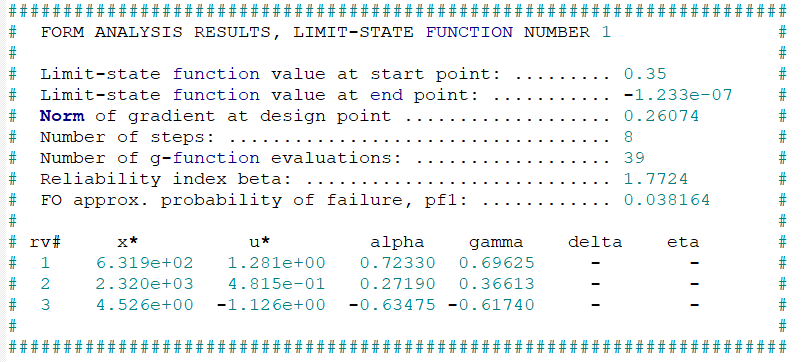 ########################################################################
# FORM ANALYSIS RESULTS, LIMIT-STATE FUNCTION NUMBER 1 #
# #
# Limit-state function value at start point: ......... 0.35 #
# Limit-state function value at end point: ........... -1.233e-07 #
# Norm of gradient at design point ................... 0.26074 #
# Number of steps: ................................... 8 #
# Number of g-function evaluations: .................. 39 #
# Reliability index beta: ............................ 1.7724 #
# FO approx. probability of failure, pf1: ............ 0.038164 #
# #
# rv# x* u* alpha gamma delta eta #
# 1 6.319e+02 1.281e+00 0.72330 0.69625 - - #
# 2 2.320e+03 4.815e-01 0.27190 0.36613 - - #
# 3 4.526e+00 -1.126e+00 -0.63475 -0.61740 - - #
# #
########################################################################